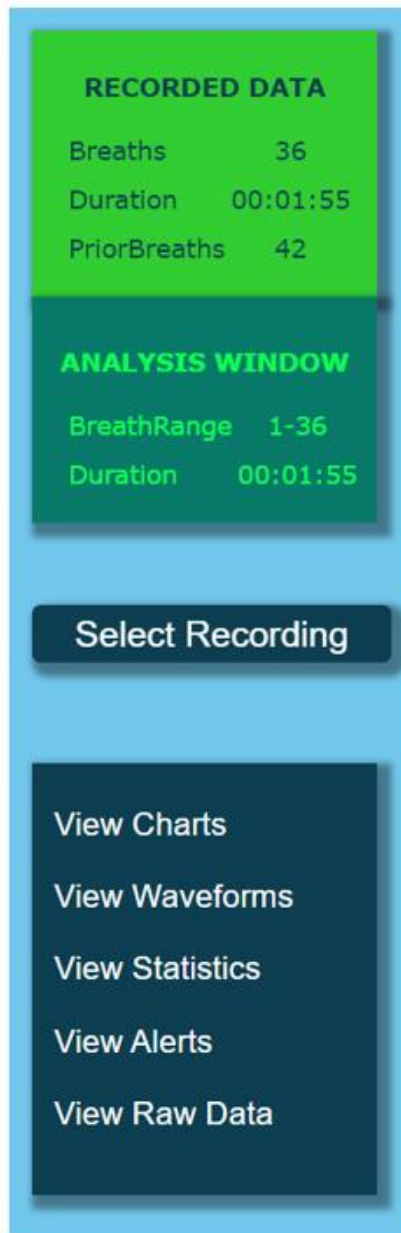 RECORDED DATA
Breaths 36
Duration 00:01:55
PriorBreaths 42
ANALYSIS WINDOW
BreathRange 1-36
Duration 00:01:55
Select Recording
View Charts
View Waveforms
View Statistics
View Alerts
View Raw Data